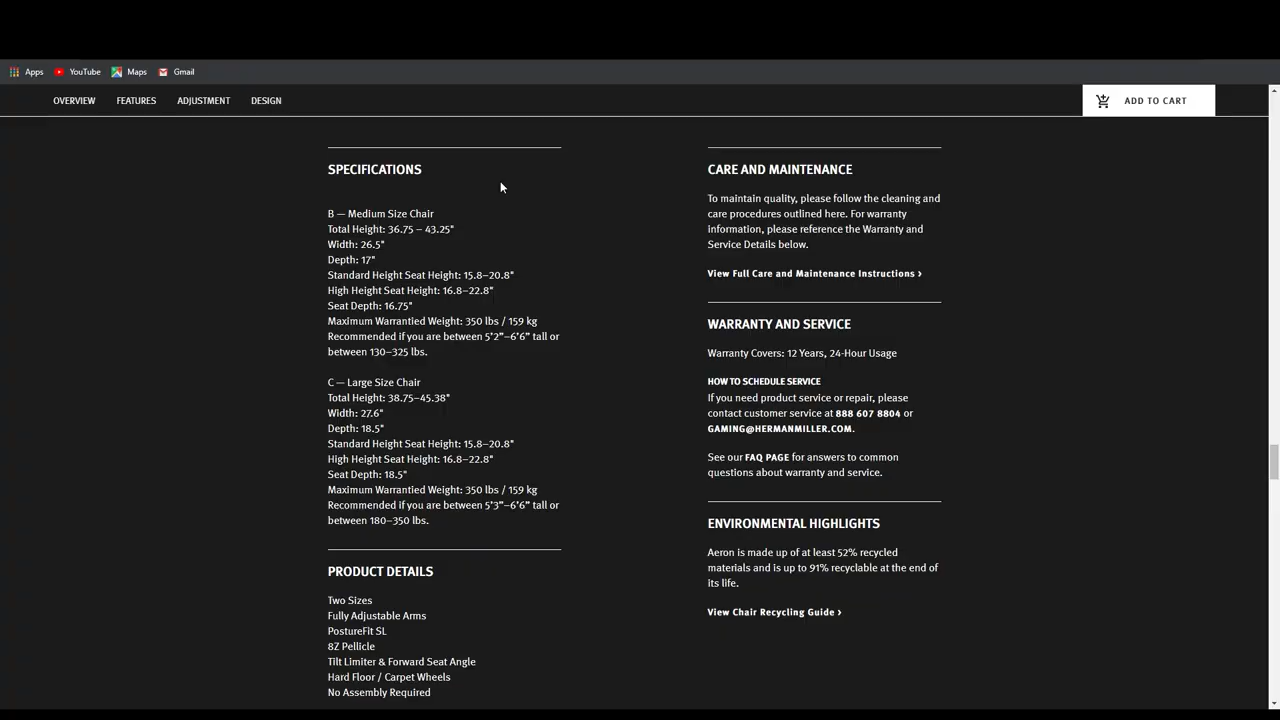 Apps YouTube Maps Gmail
OVERVIEW FEATURES ADJUSTMENT DESIGN ADD TO CART
SPECIFICATIONS
B — Medium Size Chair
Total Height: 36.75 – 43.25"
Width: 26.5"
Depth: 17"
Standard Height Seat Height: 15.8–20.8"
High Height Seat Height: 16.8–22.8"
Seat Depth: 16.75"
Maximum Warrantied Weight: 350 lbs / 159 kg
Recommended if you are between 5’2”–6’6” tall or
between 130–325 lbs.
C — Large Size Chair
Total Height: 38.75–45.38"
Width: 27.6"
Depth: 18.5"
Standard Height Seat Height: 15.8–20.8"
High Height Seat Height: 16.8–22.8"
Seat Depth: 18.5"
Maximum Warrantied Weight: 350 lbs / 159 kg
Recommended if you are between 5’3”–6’6” tall or
between 180–350 lbs.
PRODUCT DETAILS
Two Sizes
Fully Adjustable Arms
PostureFit SL
8Z Pellicle
Tilt Limiter & Forward Seat Angle
Hard Floor / Carpet Wheels
No Assembly Required
CARE AND MAINTENANCE
To maintain quality, please follow the cleaning and
care procedures outlined here. For warranty
information, please reference the Warranty and
Service Details below.
View Full Care and Maintenance Instructions ›
WARRANTY AND SERVICE
Warranty Covers: 12 Years, 24-Hour Usage
HOW TO SCHEDULE SERVICE
If you need product service or repair, please
contact customer service at 888 607 8804 or
GAMING@HERMANMILLER.COM.
See our FAQ PAGE for answers to common
questions about warranty and service.
ENVIRONMENTAL HIGHLIGHTS
Aeron is made up of at least 52% recycled
materials and is up to 91% recyclable at the end of
its life.
View Chair Recycling Guide ›